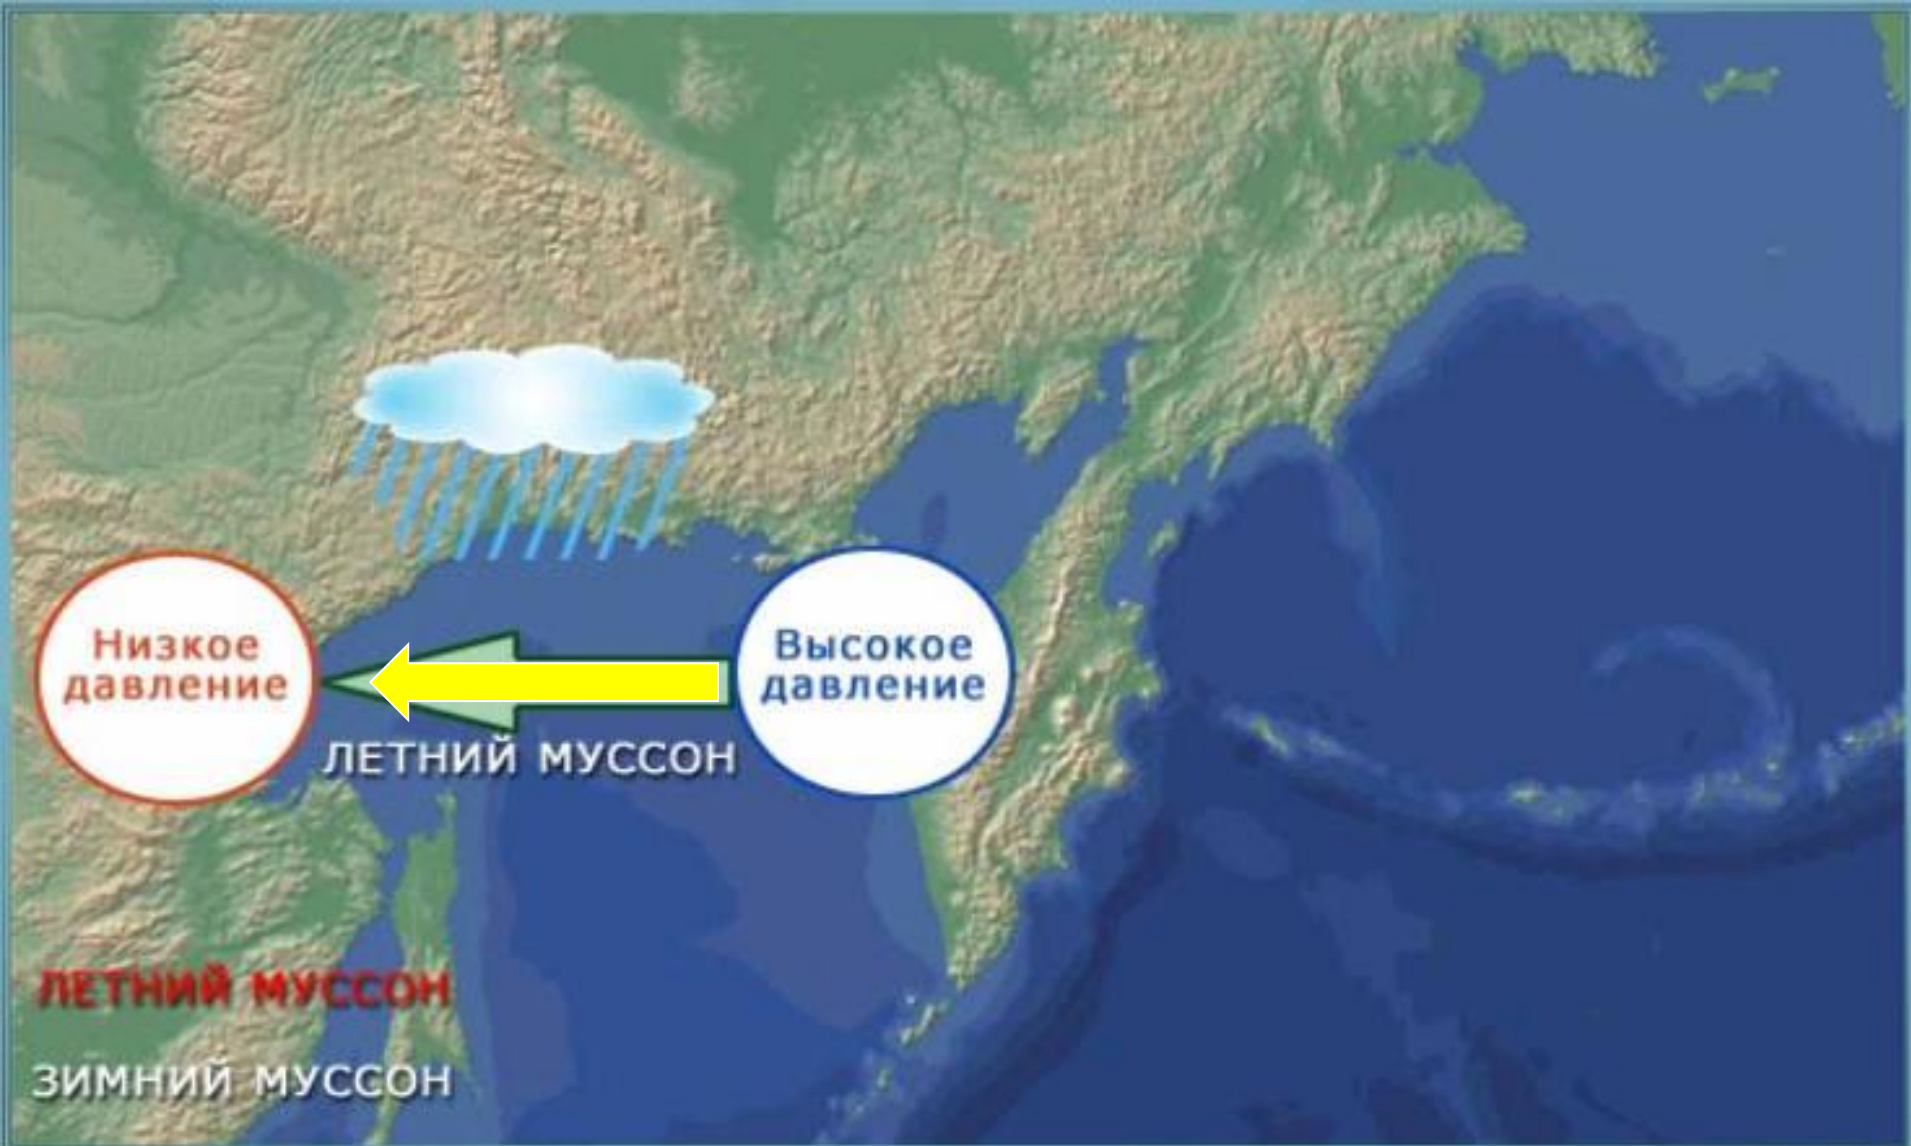 Низкое
давление
Высокое
давление
ЛЕТНИЙ МУССОН
ЛЕТНИЙ МУССОН
ЗИМНИЙ МУССОН